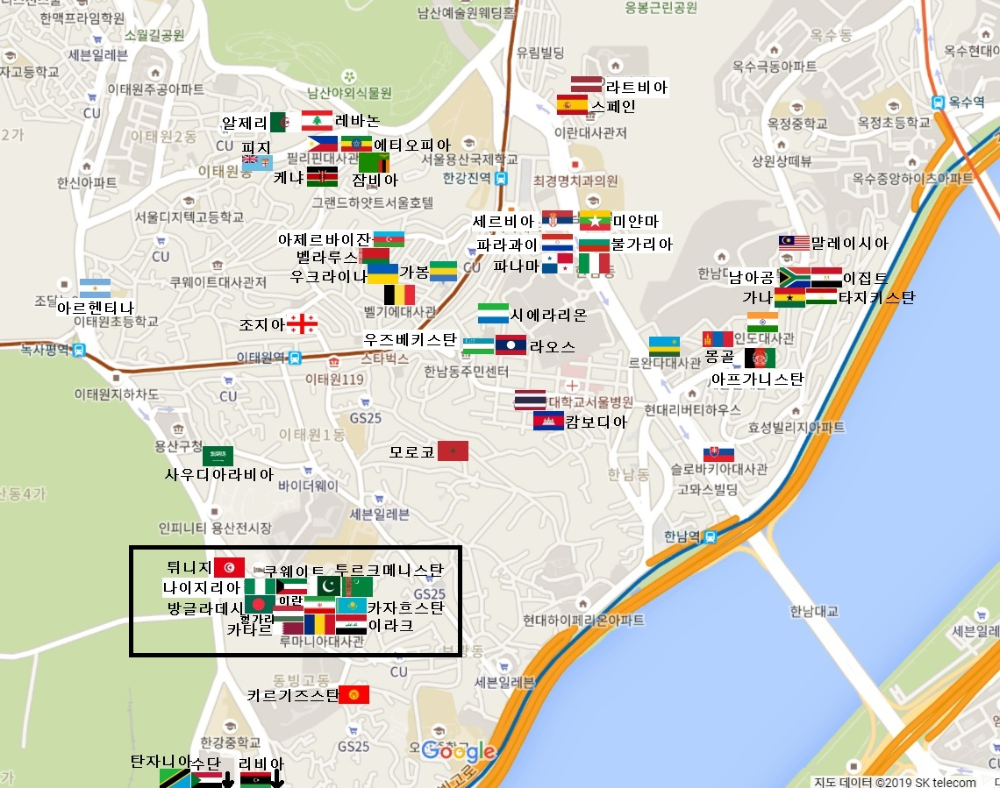 응봉근린공원
한맥프라임학원
남산예술원웨딩홀
소월길공원
옥수동
세븐일레븐
유림빌딩
옥수현대아
자고등학교
옥수극동아파트
이태원주공아파트
남산야외식물원
라트비아
CU
스페인
옥수역
알제리
레바논
옥정중학교
옥정초등학교
2가
이태원2동
이란대사관저
CU
피지
에티오피아
필리핀대사관
서울용산국제학교
상원상떼뷰
이태원동
케냐
잠비아
한신아파트
한강진역
최경명치과의원
옥수중앙하이츠아파트
그랜드하얏트서울호텔
서울디지텍고등학교
세르비아
미얀마
아제르바이잔
파라과이
불가리아
말레이시아
CU
벨라루스
CU
파나마
쿠웨이트대사관저
우크라이나
가봉
한남동
남아공
이집트
조달
아르헨티나
벨기에대사관
가나
타지키스탄
이태원초등학교
시에라리온
조지아
우즈베키스탄
라오스
인도대사관
녹사평역
이태원역
스타벅스
르완다대사관
몽골
이태원119
한남동주민센터
아프가니스탄
이태원지하차도
CU
대학교서울병원
현대리버티하우스
GS25
캄보디아
효성빌리지아파트
이태원1동
용산구청
모로코
사우디아라비아
슬로바키아대사관
바이더웨이
한남동
고와스빌딩
산동4가
세븐일레븐
인피니티 용산전시장
한남역
튀니지
쿠웨이트
투르크메니스탄
나이지리아
GS25
방글라데시
이란
카자흐스탄
한남대교
헝가리
카타르
이라크
현대하이페리온아파트
루마니아대사관
세븐일레
보광동
CU
동빙고동
세븐일레븐
키르기즈스탄
한강중학교
GS25
Google
탄자니아
수단
리비아
지도 데이터 ©2019 SK telecom